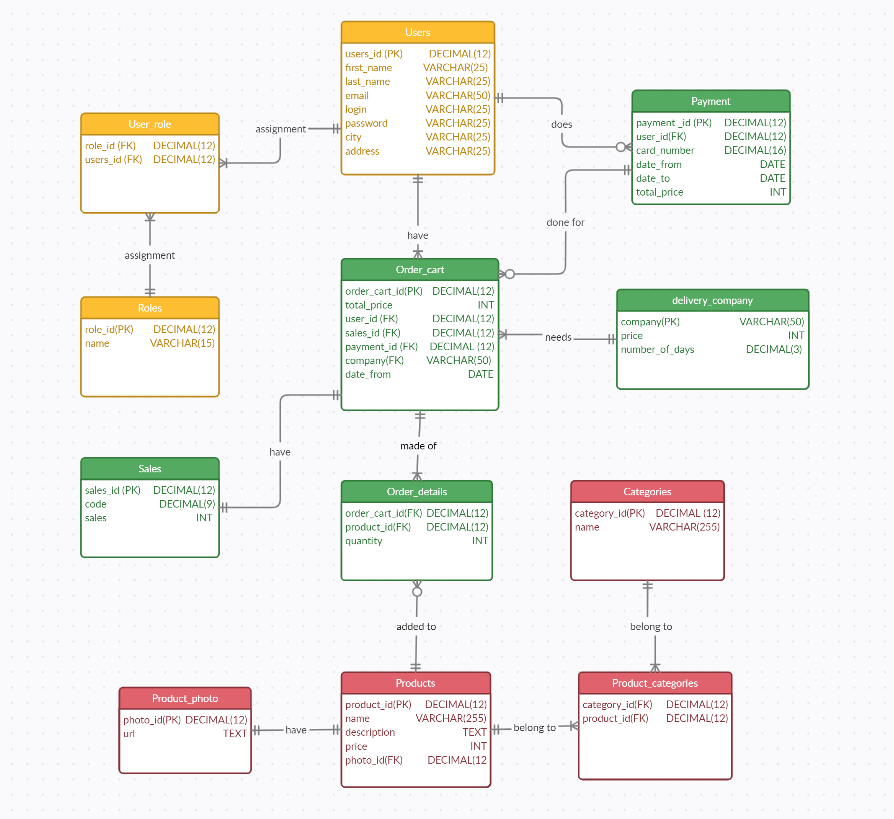 Users
users_id (PK) DECIMAL(12)
first_name VARCHAR(25)
last_name VARCHAR(25)
email VARCHAR(50)
login VARCHAR(25)
password VARCHAR(25)
city VARCHAR(25)
address VARCHAR(25)
Payment
payment_id (PK) DECIMAL(12)
user_id(FK) DECIMAL(12)
card_number DECIMAL(16)
date_from DATE
date_to DATE
total_price INT
User_role
role_id (FK) DECIMAL(12)
users_id (FK) DECIMAL(12)
assignment
does
done for
have
assignment
Order_cart
order_cart_id(PK) DECIMAL(12)
total_price INT
user_id (FK) DECIMAL(12)
sales_id (FK) DECIMAL(12)
payment_id (FK) DECIMAL (12)
company(FK) VARCHAR(50)
date_from DATE
delivery_company
company(PK) VARCHAR(50)
price INT
number_of_days DECIMAL(3)
Roles
role_id(PK) DECIMAL(12)
name VARCHAR(15)
needs
have
made of
Sales
sales_id (PK) DECIMAL(12)
code DECIMAL(9)
sales INT
Order_details
order_cart_id(FK) DECIMAL(12)
product_id(FK) DECIMAL(12)
quantity INT
Categories
category_id(PK) DECIMAL (12)
name VARCHAR(255)
added to
belong to
Product_photo
photo_id(PK) DECIMAL(12)
url TEXT
have
Products
product_id(PK) DECIMAL(12)
name VARCHAR(255)
description TEXT
price INT
photo_id(FK) DECIMAL(12
belong to
Product_categories
category_id(FK) DECIMAL(12)
product_id(FK) DECIMAL(12)